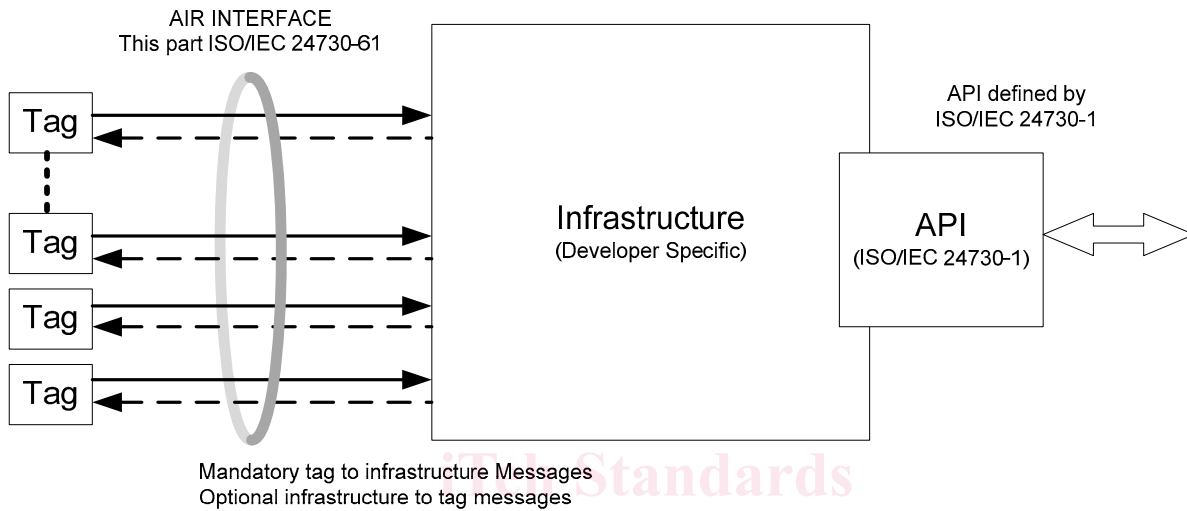 AIR INTERFACE
This part ISO/IEC 24730-61
API defined by
ISO/IEC 24730-1
Tag
Tag
Tag
Tag
Infrastructure
(Developer Specific)
API
(ISO/IEC 24730-1)
Mandatory tag to infrastructure Messages
Optional infrastructure to tag messages
iTeh Standards